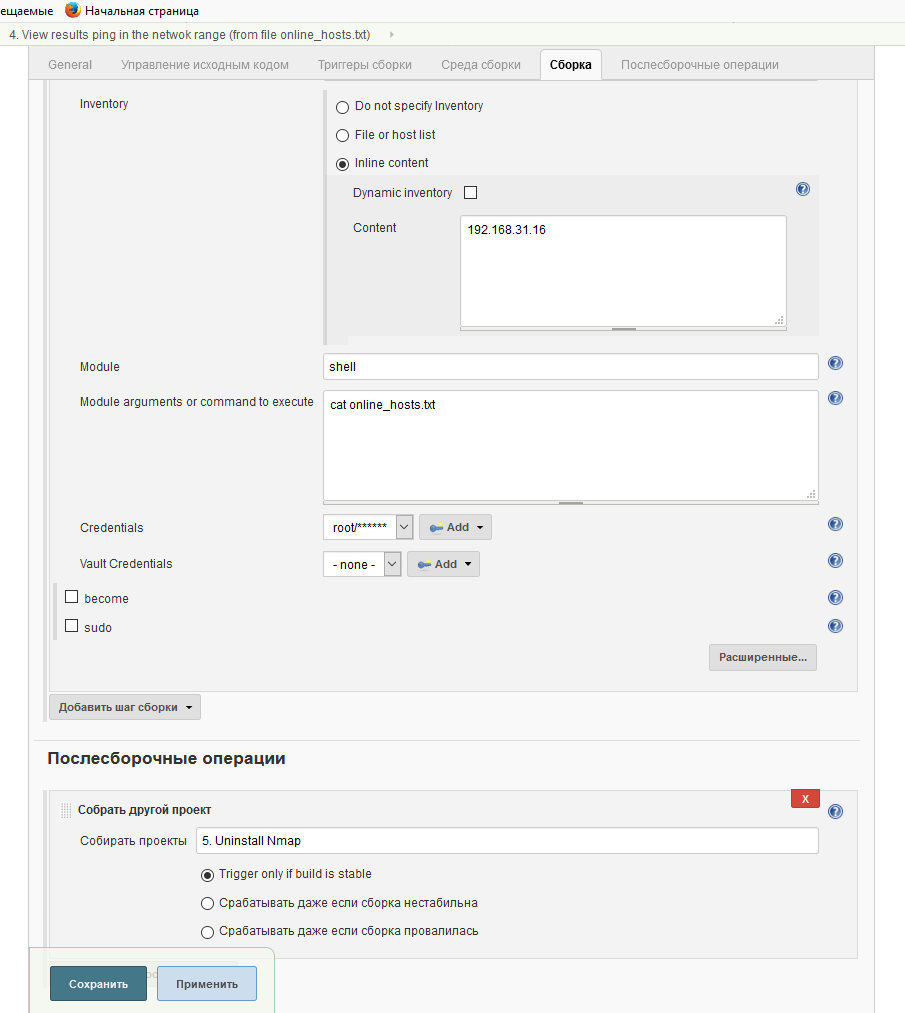 ещаемые Начальная страница
4. View results ping in the netwok range (from file online_hosts.txt)
General Управление исходным кодом Триггеры сборки Среда сборки Сборка Послесборочные операции
Inventory
Do not specify Inventory
File or host list
Inline content
Dynamic inventory
Content
192.168.31.16
Module
shell
Module arguments or command to execute
cat online_hosts.txt
Credentials
root/******
Add
Vault Credentials
- none -
Add
become
sudo
Расширенные...
Добавить шаг сборки
Послесборочные операции
X
Собрать другой проект
Собирать проекты
5. Uninstall Nmap
Trigger only if build is stable
Срабатывать даже если сборка нестабильна
Срабатывать даже если сборка провалилась
Сохранить Применить